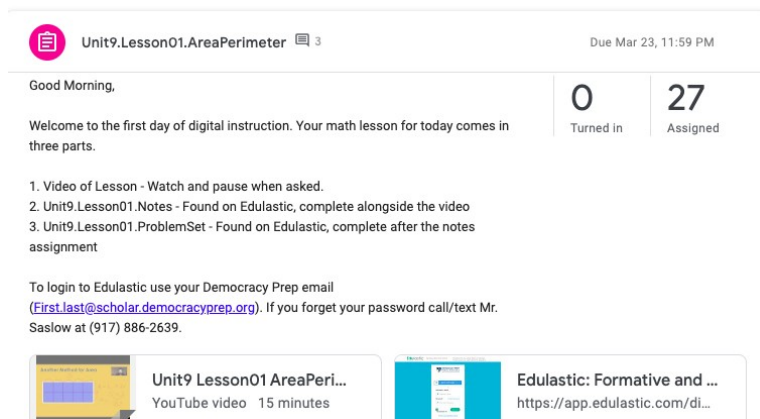 Unit9.Lesson01.AreaPerimeter 3
Due Mar 23, 11:59 PM
Good Morning,
0
27
Turned in
Assigned
Welcome to the first day of digital instruction. Your math lesson for today comes in
three parts.
1. Video of Lesson - Watch and pause when asked.
2. Unit9.Lesson01.Notes - Found on Edulastic, complete alongside the video
3. Unit9.Lesson01.ProblemSet - Found on Edulastic, complete after the notes
assignment
To login to Edulastic use your Democracy Prep email
(First.last@scholar.democracyprep.org). If you forget your password call/text Mr.
Saslow at (917) 886-2639.
Unit9 Lesson01 AreaPeri...
YouTube video 15 minutes
Edulastic: Formative and ...
https://app.edulastic.com/di...